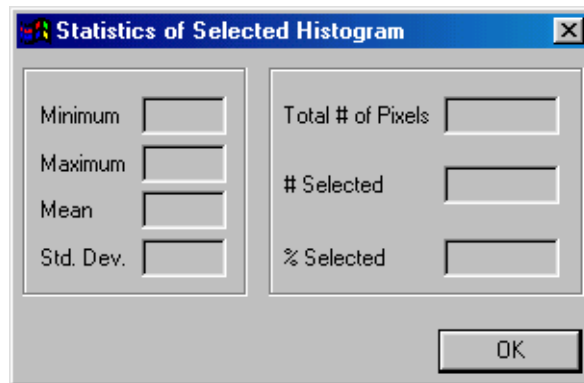 Statistics of Selected Histogram
Minimum
Maximum
Mean
Std. Dev.
Total # of Pixels
# Selected
% Selected
OK